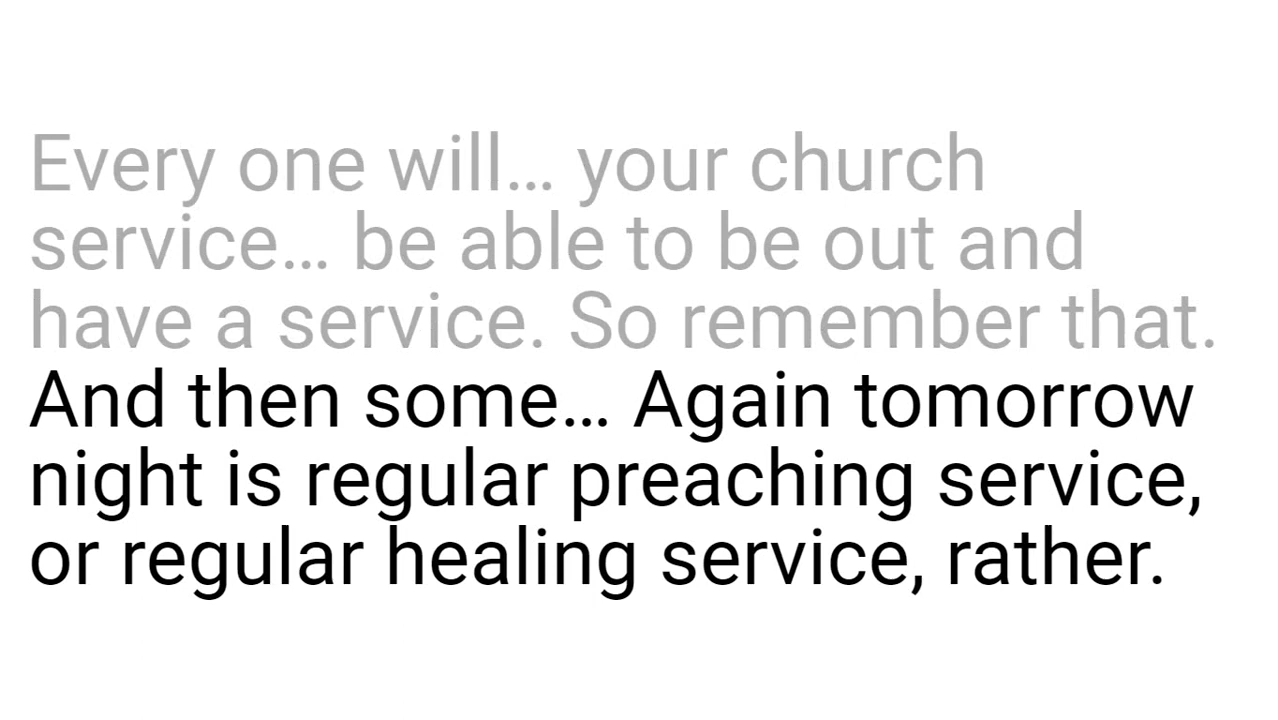 Every one will… your church
service… be able to be out and
have a service. So remember that.
And then some… Again tomorrow
night is regular preaching service,
or regular healing service, rather.